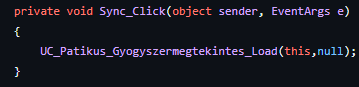 private void Sync_Click(object sender, EventArgs e)
{
UC_Patikus_Gyogyszermegtekintes_Load(this,null);
}